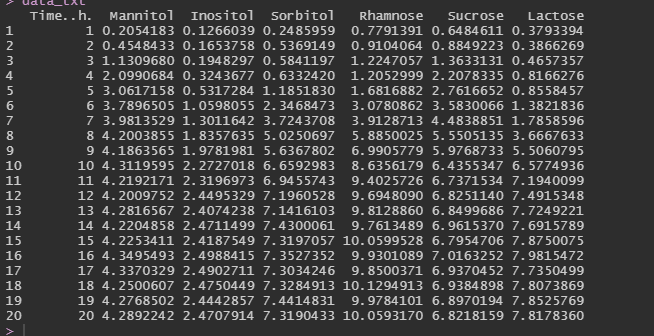 > data_txt
Time..h. Mannitol Inositol Sorbitol Rhamnose Sucrose Lactose
1 1 0.2054183 0.1266039 0.2485959 0.7791391 0.6484611 0.3793394
2 2 0.4548433 0.1653758 0.5369149 0.9104064 0.8849223 0.3866269
3 3 1.1309680 0.1948297 0.5841197 1.2247057 1.3633131 0.4657357
4 4 2.0990684 0.3243677 0.6332420 1.2052999 2.2078335 0.8166276
5 5 3.0617158 0.5317284 1.1851830 1.6816882 2.7616652 0.8558457
6 6 3.7896505 1.0598055 2.3468473 3.0780862 3.5830066 1.3821836
7 7 3.9813529 1.3011642 3.7243708 3.9128713 4.4838851 1.7858596
8 8 4.2003855 1.8357635 5.0250697 5.8850025 5.5505135 3.6667633
9 9 4.1863565 1.9781981 5.6367802 6.9905779 5.9768733 5.5060795
10 10 4.3119595 2.2727018 6.6592983 8.6356179 6.4355347 6.5774936
11 11 4.2192171 2.3196973 6.9455743 9.4025726 6.7371534 7.1940099
12 12 4.2009752 2.4495329 7.1960528 9.6948090 6.8251140 7.4915348
13 13 4.2816567 2.4074238 7.1416103 9.8128860 6.8499686 7.7249221
14 14 4.2204858 2.4711499 7.4300061 9.7613489 6.9615370 7.6915789
15 15 4.2253411 2.4187549 7.3197057 10.0599528 6.7954706 7.8750075
16 16 4.3495493 2.4988415 7.3527352 9.9301089 7.0163252 7.9815472
17 17 4.3370329 2.4902711 7.3034246 9.8500371 6.9370452 7.7350499
18 18 4.2500607 2.4750449 7.3284913 10.1294913 6.9384898 7.8073869
19 19 4.2768502 2.4442857 7.4414831 9.9784101 6.8970194 7.8525769
20 20 4.2892242 2.4707914 7.3190433 10.0593170 6.8218159 7.8178360
>